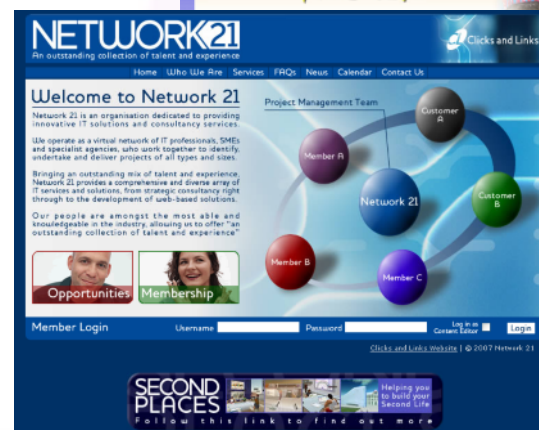 NETWORK 21
An outstanding collection of talent and experience
Clicks and Links
Home Who We Are Services FAQs News Calendar Contact Us
Welcome to Network 21
Network 21 is an organisation dedicated to providing
innovative IT solutions and consultancy services.
We operate as a virtual network of IT professionals, SMEs
and specialist agencies, who work together to identify,
undertake and deliver projects of all types and sizes.
Bringing an outstanding mix of talent and experience,
Network 21 provides a comprehensive and diverse array of
IT services and solutions, from strategic consultancy right
through to the development of web-based solutions.
Our people are amongst the most able and
knowledgeable in the industry, allowing us to offer "an
outstanding collection of talent and experience"
Opportunities
Membership
Project Management Team
Customer
A
Member A
Network 21
Customer
B
Member B
Member C
Member Login Username Password Log in as
Content Editor Login
Clicks and Links Website | © 2007 Network 21
SECOND
PLACES
Helping you
to build your
Second Life
Follow this link to find out more